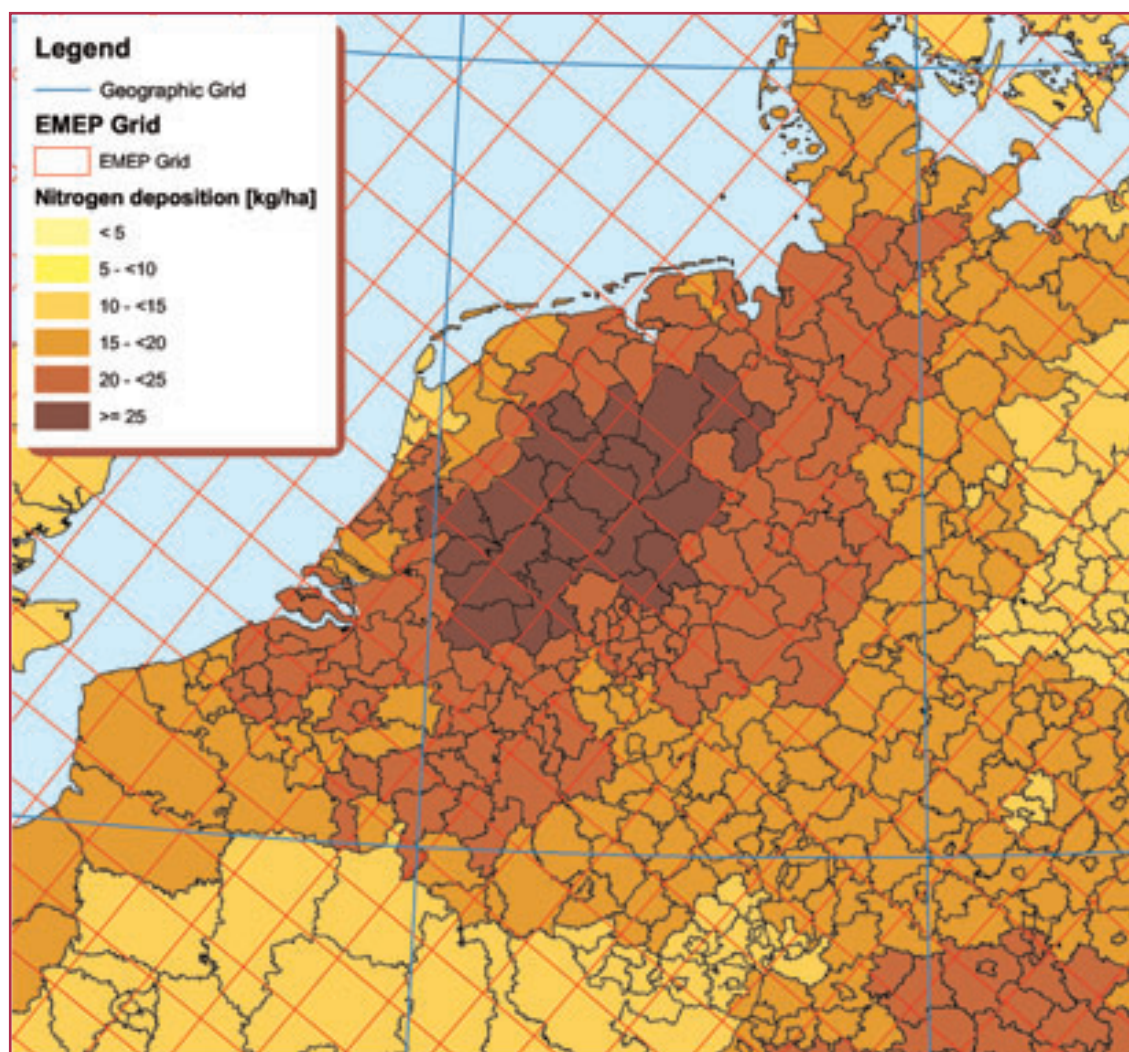 Legend
Geographic Grid
EMEP Grid
EMEP Grid
Nitrogen deposition [kg/ha]
< 5
5 - <10
10 - <15
15 - <20
20 - <25
>= 25